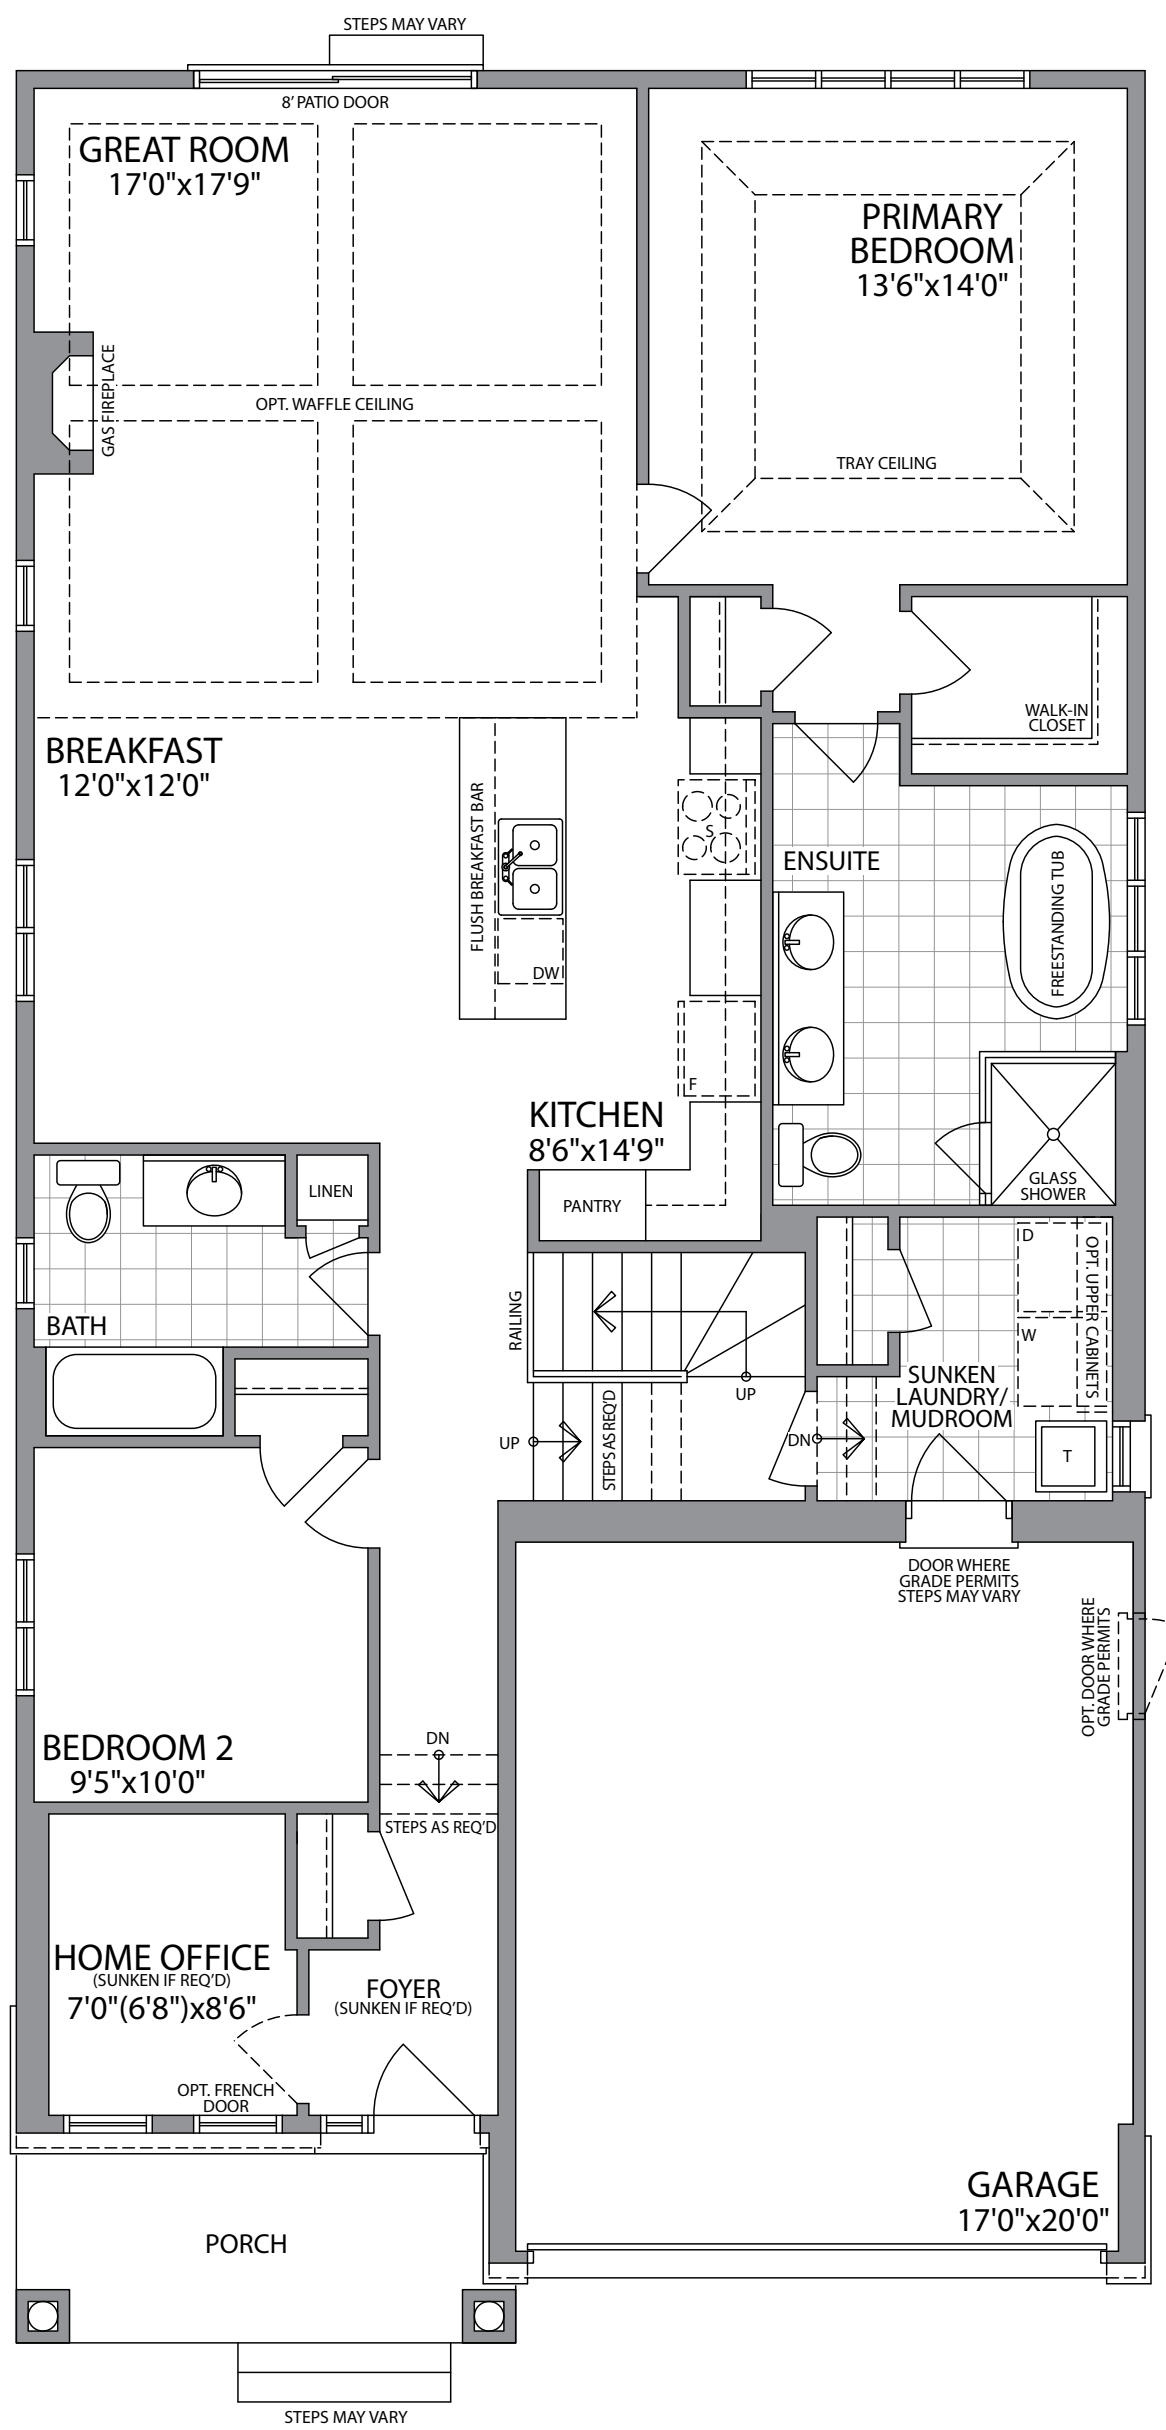 STEPS MAY VARY
8' PATIO DOOR
GREAT ROOM
17'0"x17'9"
PRIMARY
BEDROOM
13'6"x14'0"
GAS FIREPLACE
OPT. WAFFLE CEILING
TRAY CEILING
WALK-IN
CLOSET
BREAKFAST
12'0"x12'0"
FLUSH BREAKFAST BAR
S
DW
F
ENSUITE
FREESTANDING TUB
KITCHEN
8'6"x14'9"
PANTRY
GLASS
SHOWER
LINEN
BATH
RAILING
UP
UP
STEPS AS REQ'D
DN
D
W
OPT. UPPER CABINETS
SUNKEN
LAUNDRY/
MUDROOM
T
DOOR WHERE
GRADE PERMITS
STEPS MAY VARY
OPT. DOOR WHERE
GRADE PERMITS
BEDROOM 2
9'5"x10'0"
DN
STEPS AS REQ'D
HOME OFFICE
(SUNKEN IF REQ'D)
7'0"(6'8")x8'6"
FOYER
(SUNKEN IF REQ'D)
OPT. FRENCH
DOOR
GARAGE
17'0"x20'0"
PORCH
STEPS MAY VARY